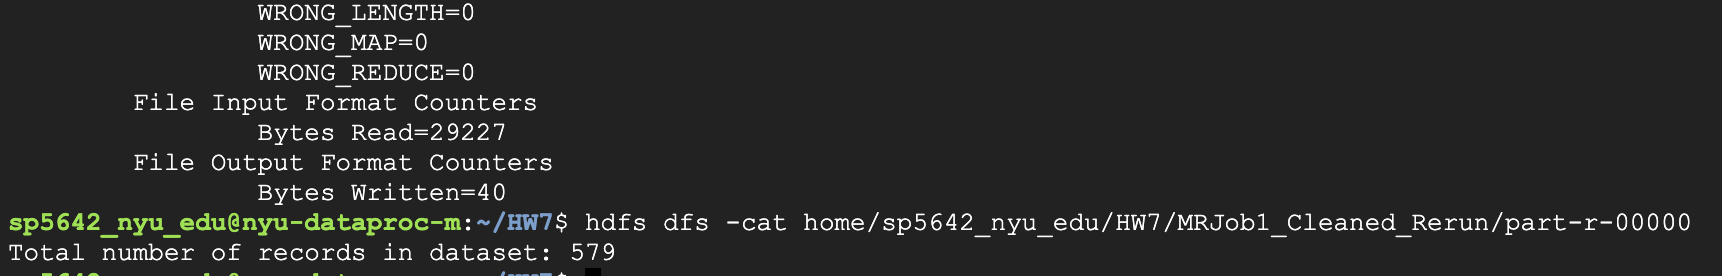 WRONG_LENGTH=0
WRONG_MAP=0
WRONG_REDUCE=0
File Input Format Counters
Bytes Read=29227
File Output Format Counters
Bytes Written=40
sp5642_nyu_edu@nyu-dataproc-m:~/HW7$ hdfs dfs -cat home/sp5642_nyu_edu/HW7/MRJob1_Cleaned_Rerun/part-r-00000
Total number of records in dataset: 579